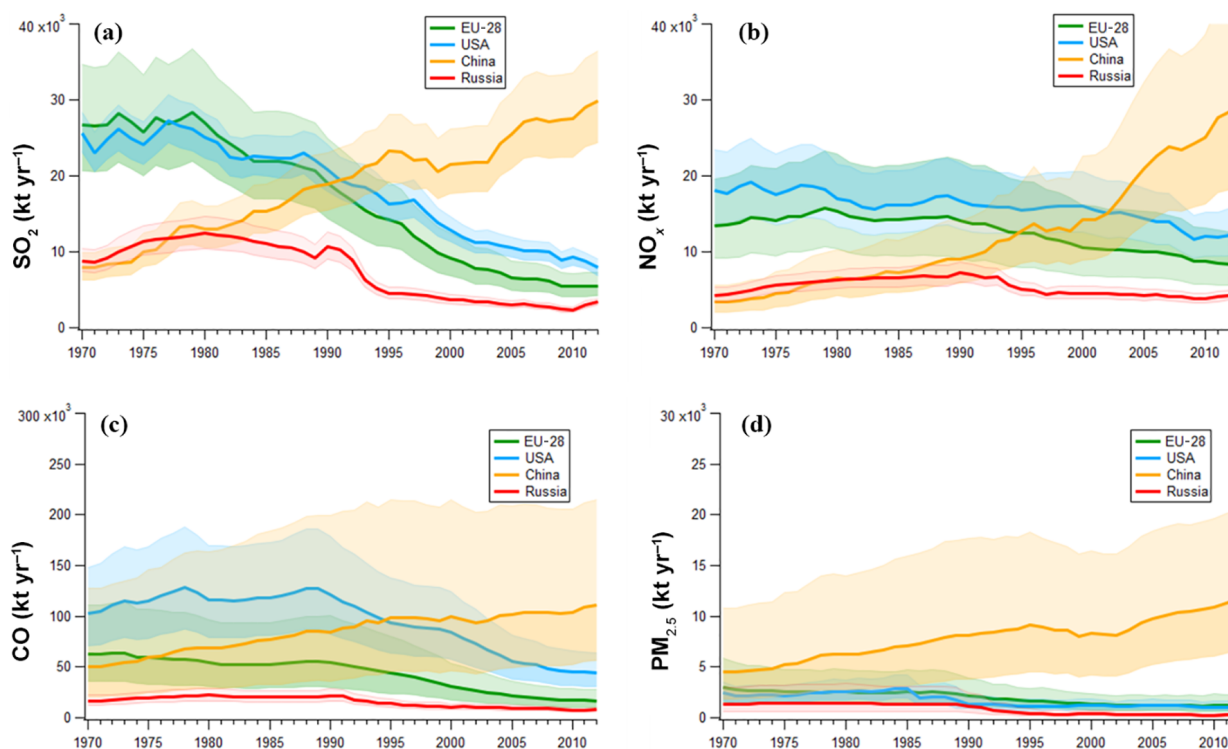 (a)
40 x10³
30
20
10
0
SO₂ (kt yr⁻¹)
EU-28
USA
China
Russia
1970 1975 1980 1985 1990 1995 2000 2005 2010
(b)
40 x10³
30
20
10
0
NOₓ (kt yr⁻¹)
EU-28
USA
China
Russia
1970 1975 1980 1985 1990 1995 2000 2005 2010
(c)
300 x10³
250
200
150
100
50
0
CO (kt yr⁻¹)
EU-28
USA
China
Russia
1970 1975 1980 1985 1990 1995 2000 2005 2010
(d)
30 x10³
25
20
15
10
5
0
PM₂.₅ (kt yr⁻¹)
EU-28
USA
China
Russia
1970 1975 1980 1985 1990 1995 2000 2005 2010